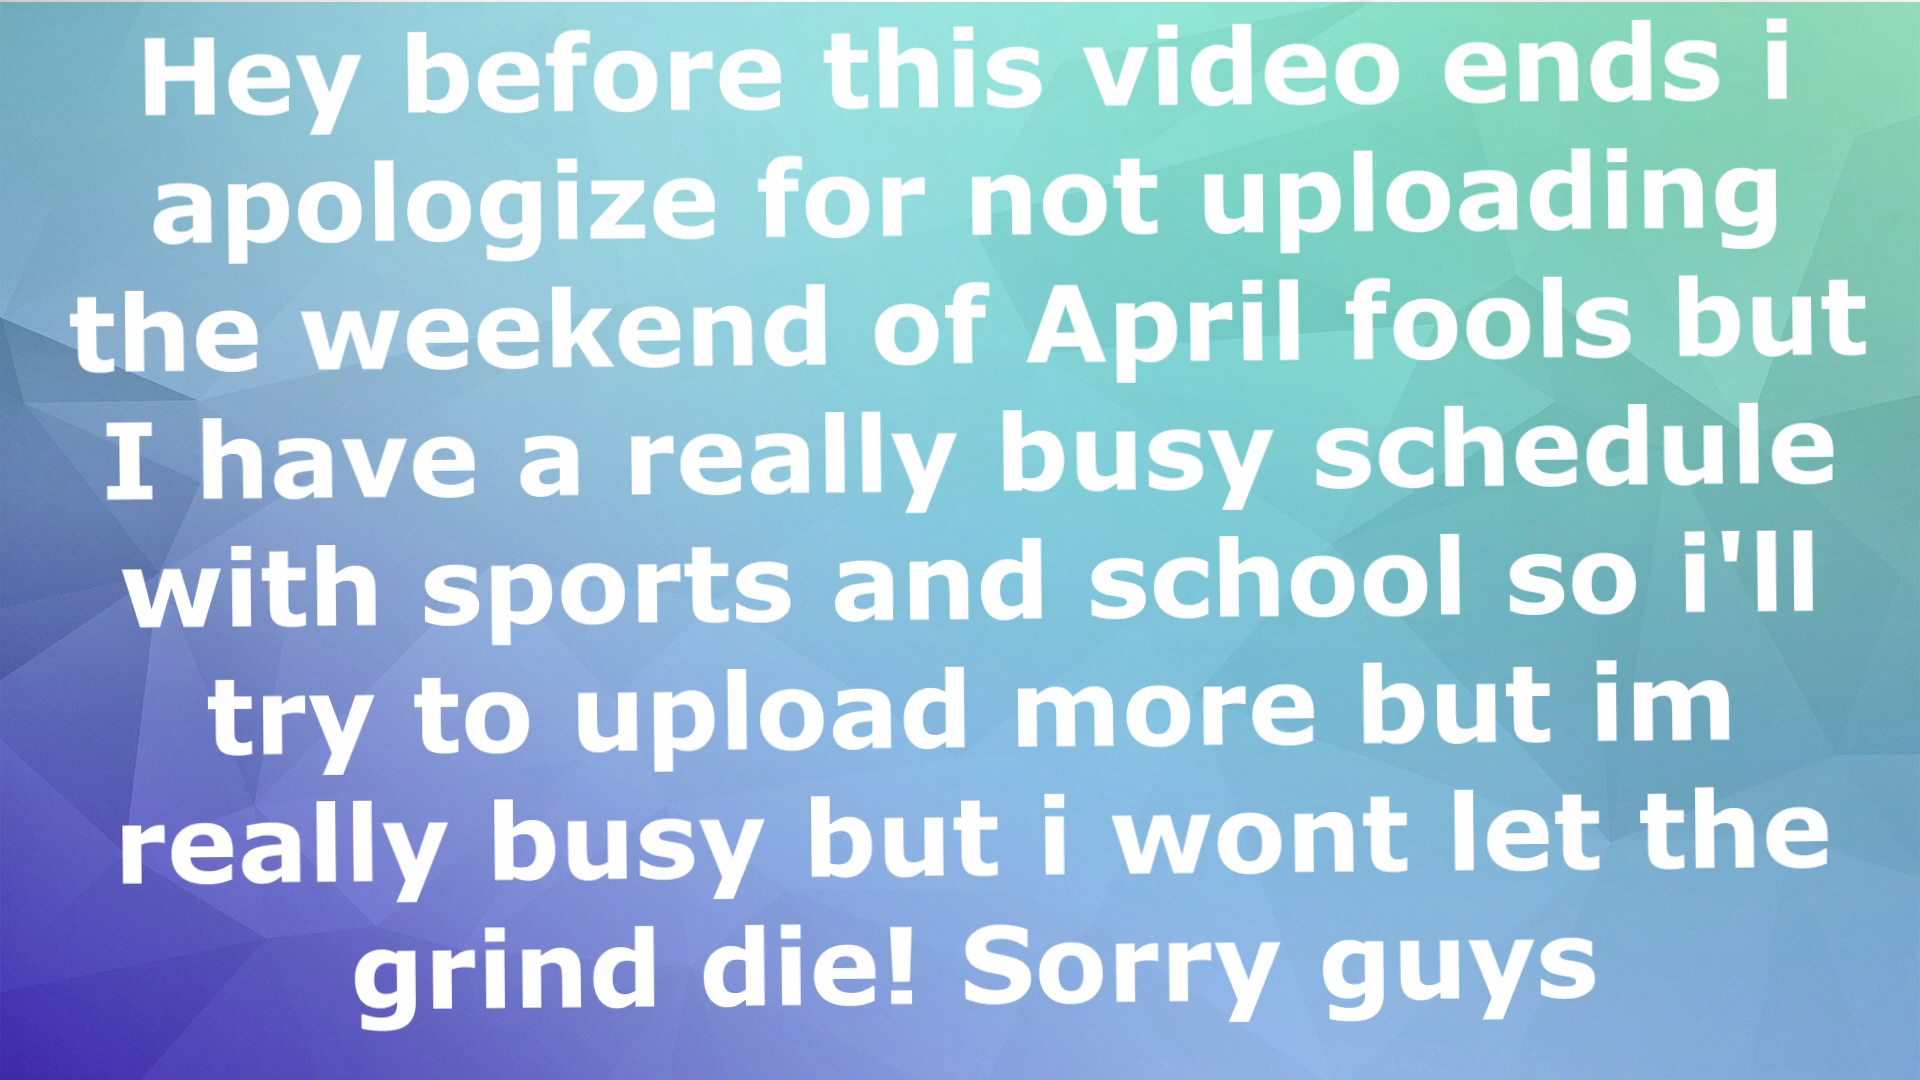 Hey before this video ends i
apologize for not uploading
the weekend of April fools but
I have a really busy schedule
with sports and school so i'll
try to upload more but im
really busy but i wont let the
grind die! Sorry guys